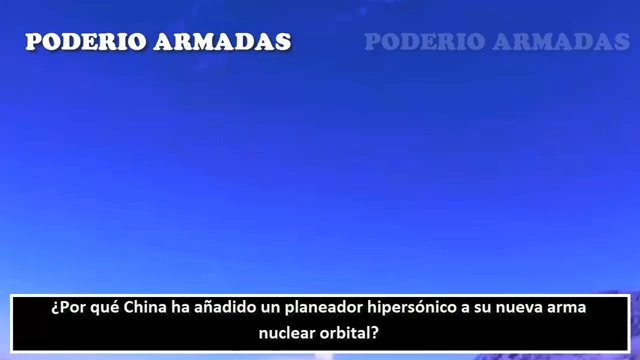 PODERIO ARMADAS
PODERIO ARMADAS
¿Por qué China ha añadido un planeador hipersónico a su nueva arma
nuclear orbital?